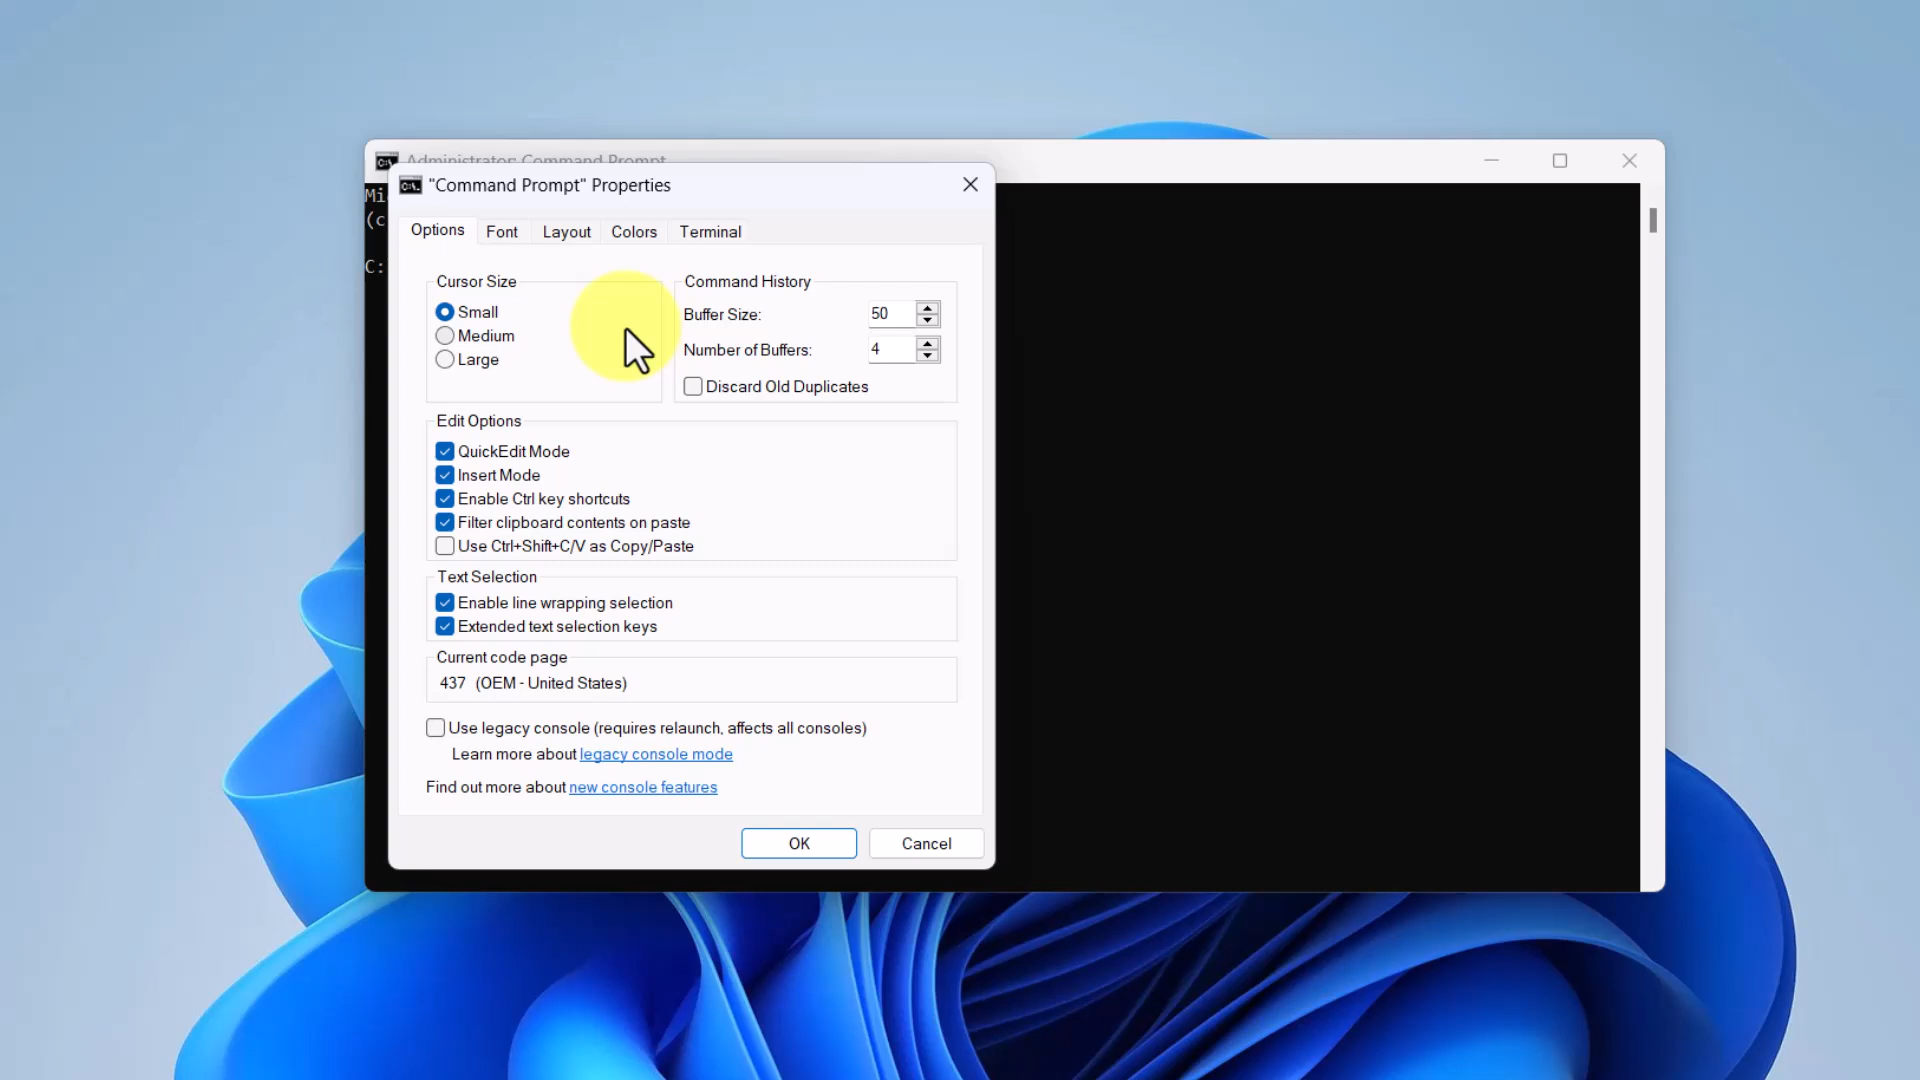 Administrator: Command Prompt
"Command Prompt" Properties
Mi
(c
C:
Options Font Layout Colors Terminal
Cursor Size
Small
Medium
Large
Command History
Buffer Size: 50
Number of Buffers: 4
Discard Old Duplicates
Edit Options
QuickEdit Mode
Insert Mode
Enable Ctrl key shortcuts
Filter clipboard contents on paste
Use Ctrl+Shift+C/V as Copy/Paste
Text Selection
Enable line wrapping selection
Extended text selection keys
Current code page
437 (OEM - United States)
Use legacy console (requires relaunch, affects all consoles)
Learn more about legacy console mode
Find out more about new console features
OK Cancel